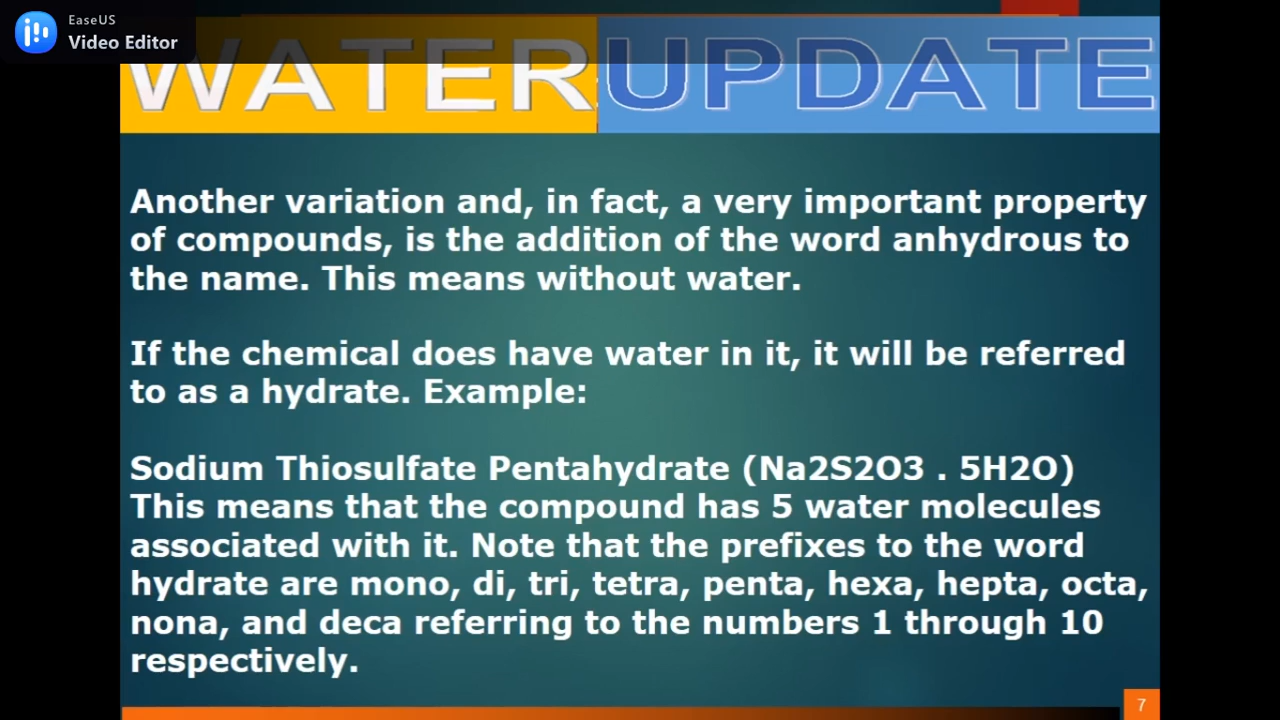 EaseUS
Video Editor
WATER UPDATE
Another variation and, in fact, a very important property
of compounds, is the addition of the word anhydrous to
the name. This means without water.
If the chemical does have water in it, it will be referred
to as a hydrate. Example:
Sodium Thiosulfate Pentahydrate (Na2S2O3 . 5H2O)
This means that the compound has 5 water molecules
associated with it. Note that the prefixes to the word
hydrate are mono, di, tri, tetra, penta, hexa, hepta, octa,
nona, and deca referring to the numbers 1 through 10
respectively.
7